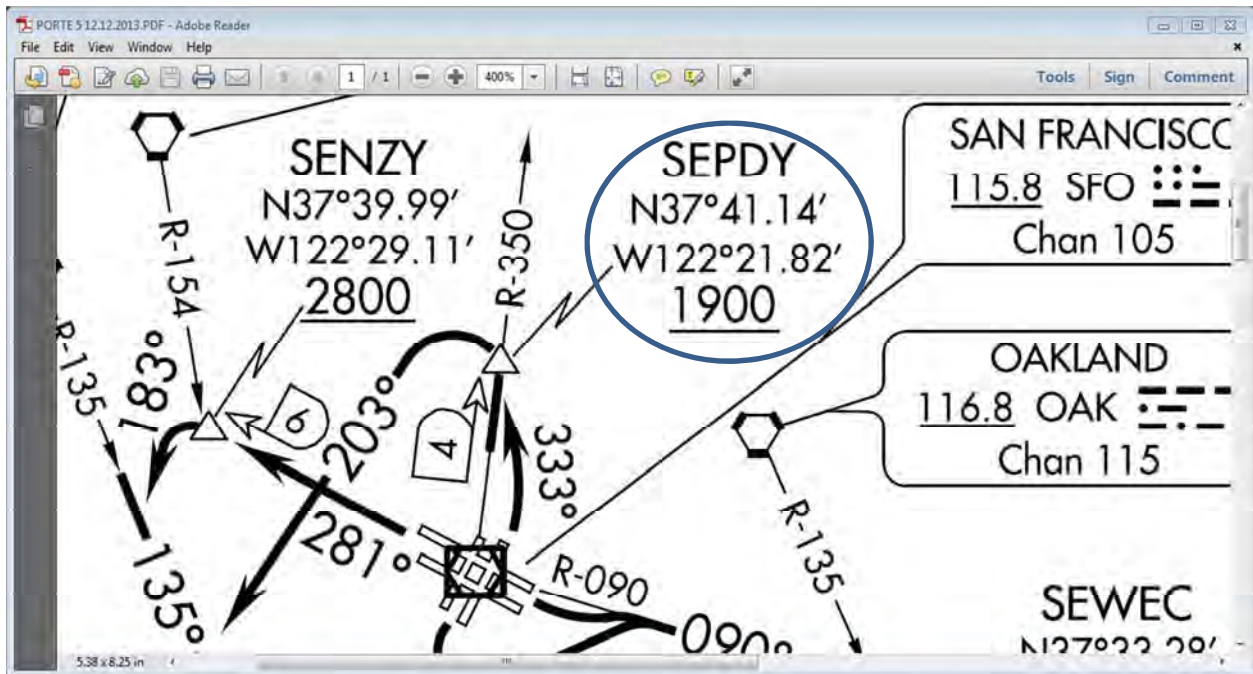 PORTE 5 12.12.2013.PDF - Adobe Reader
File Edit View Window Help
1 / 1 400% Tools Sign Comment
SENZY
N37°39.99′
W122°29.11′
2800
R-350
SEPDY
N37°41.14′
W122°21.82′
1900
SAN FRANCISCO
115.8 SFO
Chan 105
R-154
R-135
183°
6
203°
4
333°
281°
135°
OAKLAND
116.8 OAK
Chan 115
R-135
R-090
090°
SEWEC
N37°33.28′
5.38 x 8.25 in